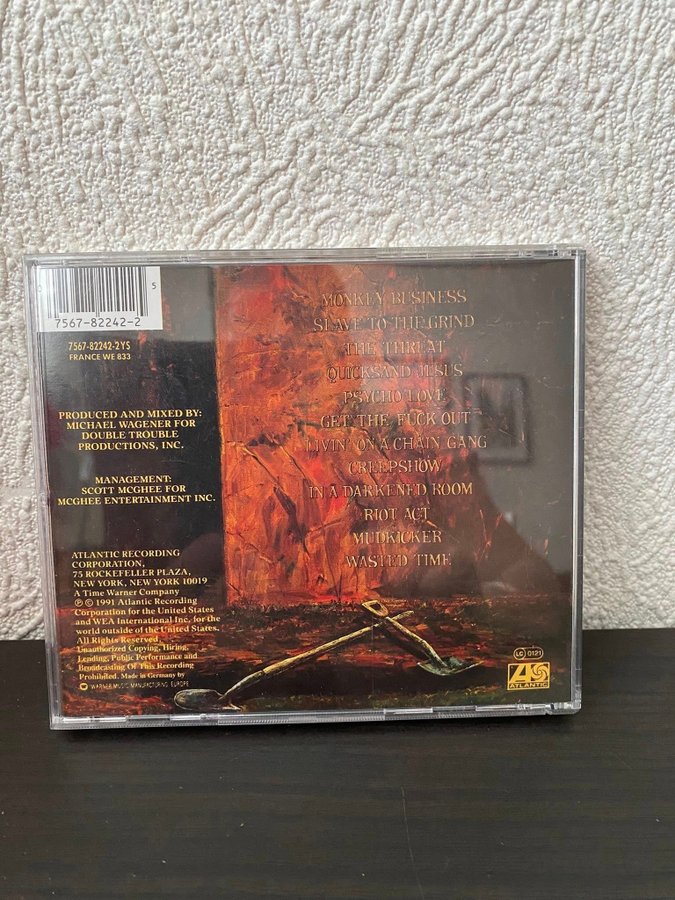 0
5
7567-82242-2
7567-82242-2YS
FRANCE WE 833
PRODUCED AND MIXED BY:
MICHAEL WAGENER FOR
DOUBLE TROUBLE
PRODUCTIONS, INC.
MANAGEMENT:
SCOTT MCGHEE FOR
MCGHEE ENTERTAINMENT INC.
ATLANTIC RECORDING
CORPORATION,
75 ROCKEFELLER PLAZA,
NEW YORK, NEW YORK 10019
A Time Warner Company
℗ © 1991 Atlantic Recording
Corporation for the United States
and WEA International Inc. for the
world outside of the United States.
All Rights Reserved.
Unauthorized Copying, Hiring,
Lending, Public Performance and
Broadcasting Of This Recording
Prohibited. Made in Germany by
WARNER MUSIC MANUFACTURING EUROPE
MONKEY BUSINESS
SLAVE TO THE GRIND
THE THREAT
QUICKSAND JESUS
PSYCHO LOVE
GET THE FUCK OUT
LIVIN' ON A CHAIN GANG
CREEPSHOW
IN A DARKENED ROOM
RIOT ACT
MUDKICKER
WASTED TIME
LC 0121
ATLANTIC